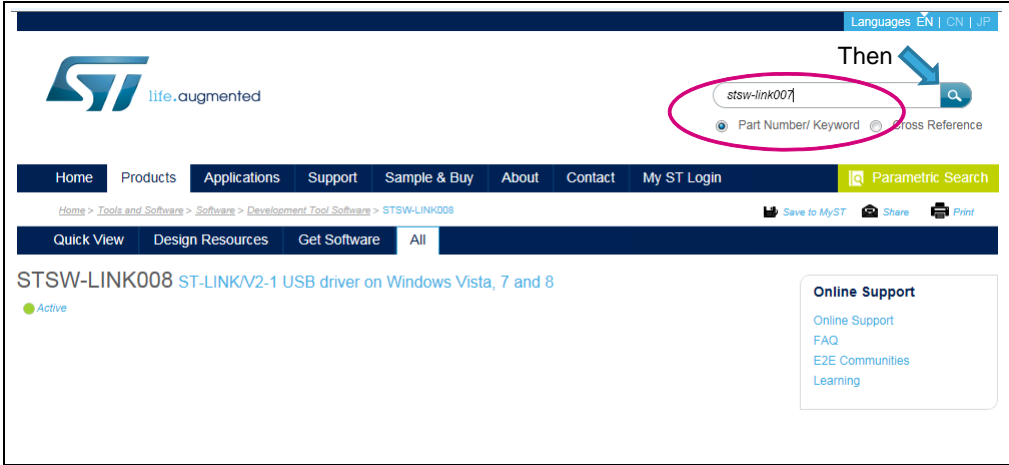 Languages EN | CN | JP
Then
ST life.augmented
stsw-link007
Part Number/ Keyword Cross Reference
Home Products Applications Support Sample & Buy About Contact My ST Login Parametric Search
Home > Tools and Software > Software > Development Tool Software > STSW-LINK008 Save to MyST Share Print
Quick View Design Resources Get Software All
STSW-LINK008 ST-LINK/V2-1 USB driver on Windows Vista, 7 and 8
Active
Online Support
Online Support
FAQ
E2E Communities
Learning